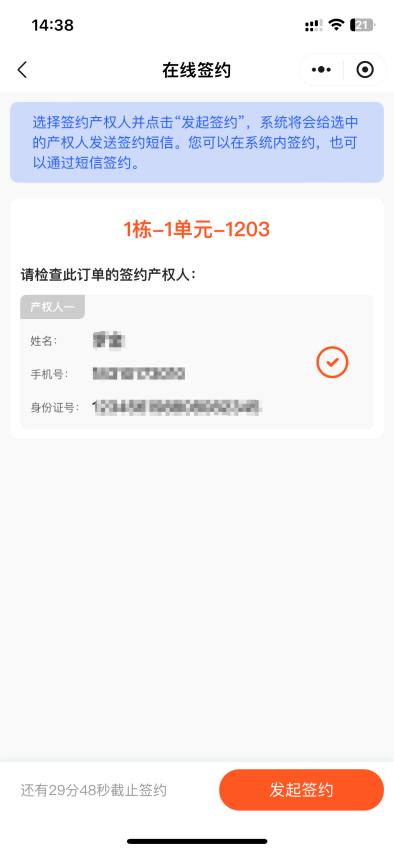 14:38
21
在线签约
选择签约产权人并点击“发起签约”，系统将会给选中
的产权人发送签约短信。您可以在系统内签约，也可
以通过短信签约。
1栋-1单元-1203
请检查此订单的签约产权人：
产权人一
姓名：
手机号：
身份证号：
还有29分48秒截止签约
发起签约